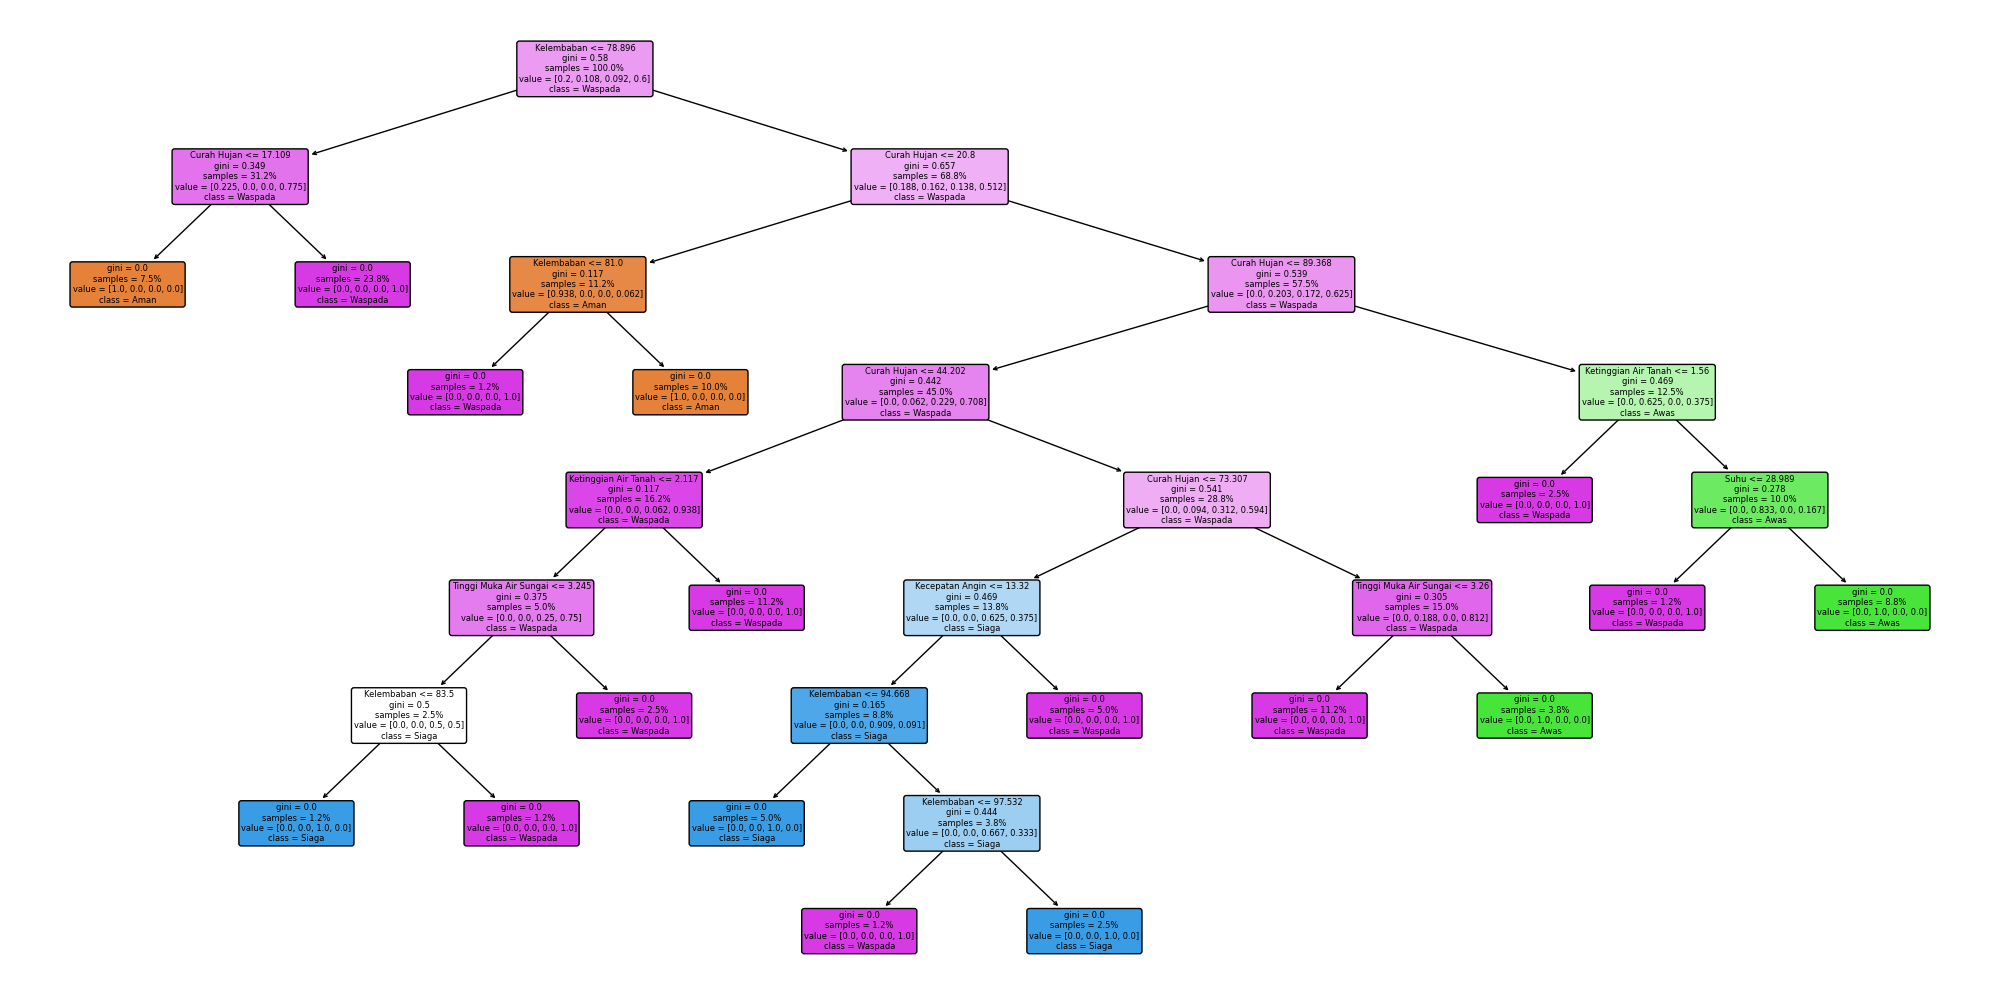 Kelembaban <= 78.896
gini = 0.58
samples = 100.0%
value = [0.2, 0.108, 0.092, 0.6]
class = Waspada
Curah Hujan <= 17.109
gini = 0.349
samples = 31.2%
value = [0.225, 0.0, 0.0, 0.775]
class = Waspada
Curah Hujan <= 20.8
gini = 0.657
samples = 68.8%
value = [0.188, 0.162, 0.138, 0.512]
class = Waspada
gini = 0.0
samples = 7.5%
value = [1.0, 0.0, 0.0, 0.0]
class = Aman
gini = 0.0
samples = 23.8%
value = [0.0, 0.0, 0.0, 1.0]
class = Waspada
Kelembaban <= 81.0
gini = 0.117
samples = 11.2%
value = [0.938, 0.0, 0.0, 0.062]
class = Aman
Curah Hujan <= 89.368
gini = 0.539
samples = 57.5%
value = [0.0, 0.203, 0.172, 0.625]
class = Waspada
gini = 0.0
samples = 1.2%
value = [0.0, 0.0, 0.0, 1.0]
class = Waspada
gini = 0.0
samples = 10.0%
value = [1.0, 0.0, 0.0, 0.0]
class = Aman
Curah Hujan <= 44.202
gini = 0.442
samples = 45.0%
value = [0.0, 0.062, 0.229, 0.708]
class = Waspada
Ketinggian Air Tanah <= 1.56
gini = 0.469
samples = 12.5%
value = [0.0, 0.625, 0.0, 0.375]
class = Awas
Ketinggian Air Tanah <= 2.117
gini = 0.117
samples = 16.2%
value = [0.0, 0.0, 0.062, 0.938]
class = Waspada
Curah Hujan <= 73.307
gini = 0.541
samples = 28.8%
value = [0.0, 0.094, 0.312, 0.594]
class = Waspada
gini = 0.0
samples = 2.5%
value = [0.0, 0.0, 0.0, 1.0]
class = Waspada
Suhu <= 28.989
gini = 0.278
samples = 10.0%
value = [0.0, 0.833, 0.0, 0.167]
class = Awas
Tinggi Muka Air Sungai <= 3.245
gini = 0.375
samples = 5.0%
value = [0.0, 0.0, 0.25, 0.75]
class = Waspada
gini = 0.0
samples = 11.2%
value = [0.0, 0.0, 0.0, 1.0]
class = Waspada
Kecepatan Angin <= 13.32
gini = 0.469
samples = 13.8%
value = [0.0, 0.0, 0.625, 0.375]
class = Siaga
Tinggi Muka Air Sungai <= 3.26
gini = 0.305
samples = 15.0%
value = [0.0, 0.188, 0.0, 0.812]
class = Waspada
gini = 0.0
samples = 1.2%
value = [0.0, 0.0, 0.0, 1.0]
class = Waspada
gini = 0.0
samples = 8.8%
value = [0.0, 1.0, 0.0, 0.0]
class = Awas
Kelembaban <= 83.5
gini = 0.5
samples = 2.5%
value = [0.0, 0.0, 0.5, 0.5]
class = Siaga
gini = 0.0
samples = 2.5%
value = [0.0, 0.0, 0.0, 1.0]
class = Waspada
Kelembaban <= 94.668
gini = 0.165
samples = 8.8%
value = [0.0, 0.0, 0.909, 0.091]
class = Siaga
gini = 0.0
samples = 5.0%
value = [0.0, 0.0, 0.0, 1.0]
class = Waspada
gini = 0.0
samples = 11.2%
value = [0.0, 0.0, 0.0, 1.0]
class = Waspada
gini = 0.0
samples = 3.8%
value = [0.0, 1.0, 0.0, 0.0]
class = Awas
gini = 0.0
samples = 1.2%
value = [0.0, 0.0, 1.0, 0.0]
class = Siaga
gini = 0.0
samples = 1.2%
value = [0.0, 0.0, 0.0, 1.0]
class = Waspada
gini = 0.0
samples = 5.0%
value = [0.0, 0.0, 1.0, 0.0]
class = Siaga
Kelembaban <= 97.532
gini = 0.444
samples = 3.8%
value = [0.0, 0.0, 0.667, 0.333]
class = Siaga
gini = 0.0
samples = 1.2%
value = [0.0, 0.0, 0.0, 1.0]
class = Waspada
gini = 0.0
samples = 2.5%
value = [0.0, 0.0, 1.0, 0.0]
class = Siaga